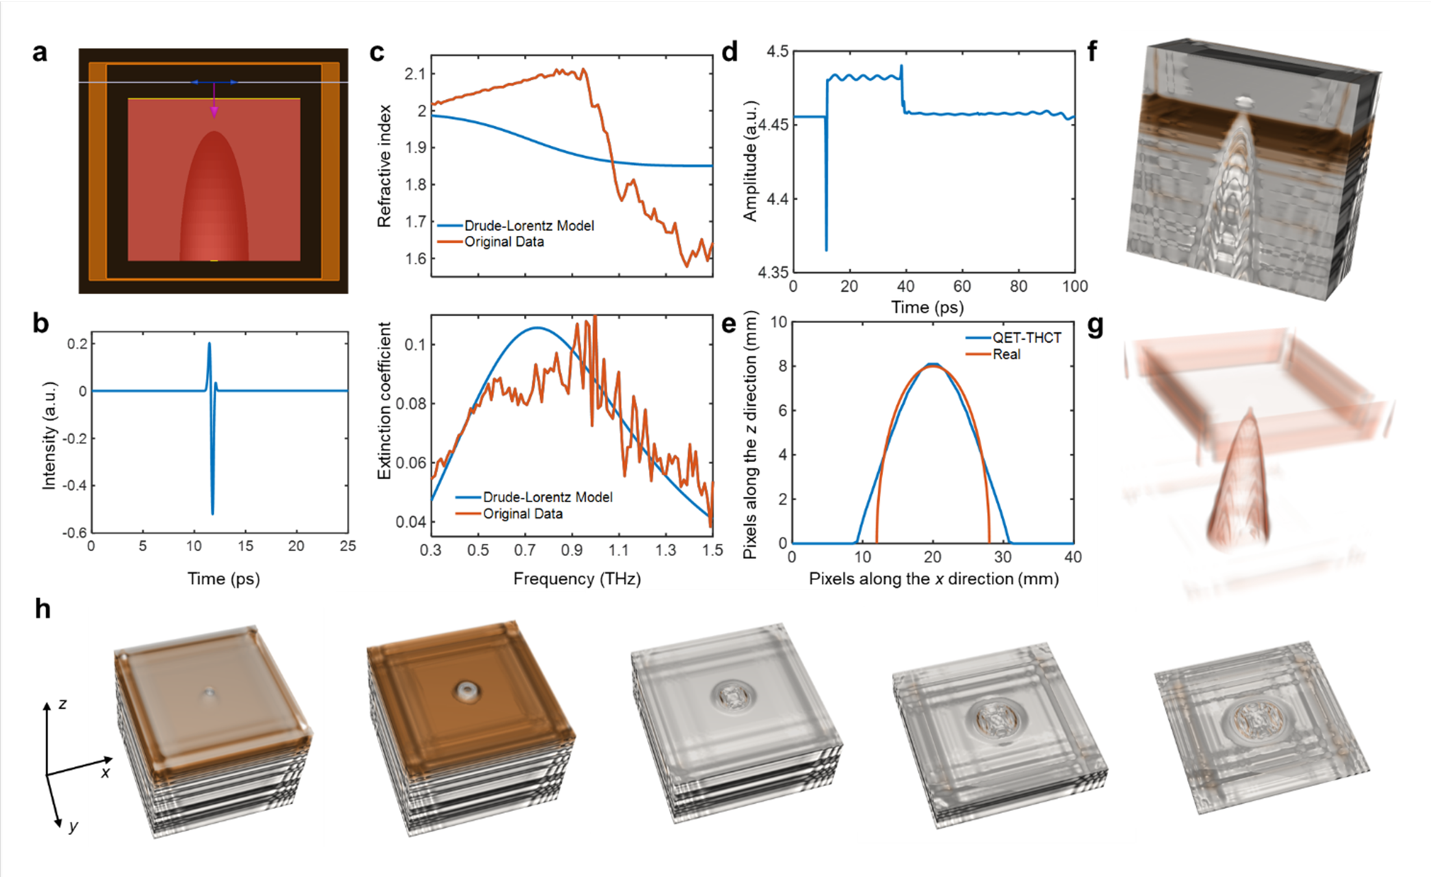 a
b
0.2
0
-0.2
-0.4
-0.6
0
5
10
15
20
25
Intensity (a.u.)
Time (ps)
c
2.1
2
1.9
1.8
1.7
1.6
Refractive index
Drude-Lorentz Model
Original Data
0.1
0.08
0.06
0.04
0.3
0.5
0.7
0.9
1.1
1.3
1.5
Extinction coefficient
Drude-Lorentz Model
Original Data
Frequency (THz)
d
4.5
4.45
4.4
4.35
0
20
40
60
80
100
Amplitude (a.u.)
Time (ps)
e
10
8
6
4
2
0
0
10
20
30
40
QET-THCT
Real
Pixels along the z direction (mm)
Pixels along the x direction (mm)
f
g
h
z
x
y